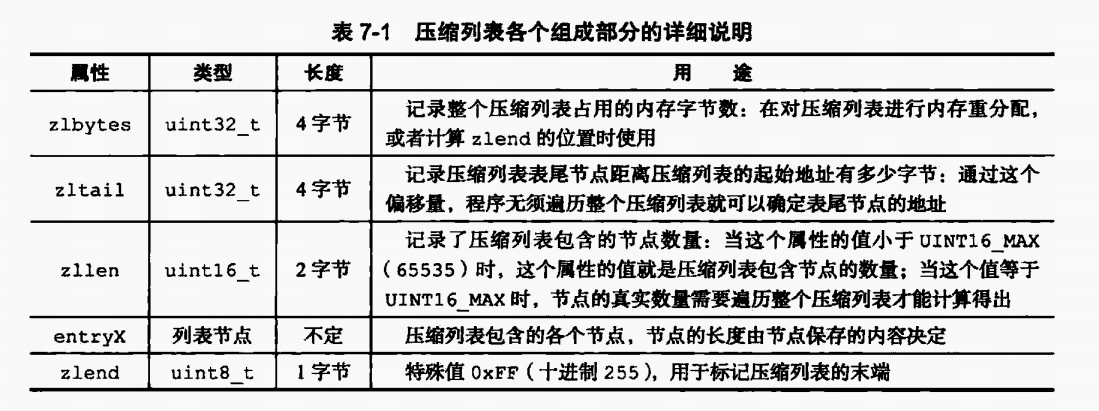 表 7-1 压缩列表各个组成部分的详细说明
属性 类型 长度 用 途
zlbytes uint32_t 4 字节 记录整个压缩列表占用的内存字节数：在对压缩列表进行内存重分配，
或者计算 zlend 的位置时使用
zltail uint32_t 4 字节 记录压缩列表表尾节点距离压缩列表的起始地址有多少字节：通过这个
偏移量，程序无须遍历整个压缩列表就可以确定表尾节点的地址
zllen uint16_t 2 字节 记录了压缩列表包含的节点数量：当这个属性的值小于 UINT16_MAX
（65535）时，这个属性的值就是压缩列表包含节点的数量；当这个值等于
UINT16_MAX 时，节点的真实数量需要遍历整个压缩列表才能计算得出
entryX 列表节点 不定 压缩列表包含的各个节点，节点的长度由节点保存的内容决定
zlend uint8_t 1 字节 特殊值 0xFF（十进制 255），用于标记压缩列表的末端